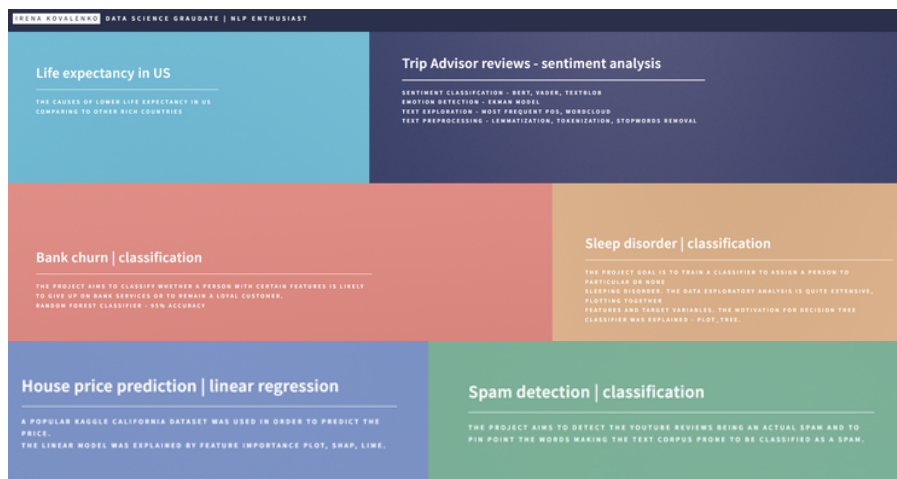 IRENA KOVALENKO DATA SCIENCE GRAUDATE | NLP ENTHUSIAST
Life expectancy in US
THE CAUSES OF LOWER LIFE EXPECTANCY IN US
COMPARING TO OTHER RICH COUNTRIES
Trip Advisor reviews - sentiment analysis
SENTIMENT CLASSIFCATION - BERT, VADER, TEXTBLOB
EMOTION DETECTION - EKMAN MODEL
TEXT EXPLORATION - MOST FREQUENT POS, WORDCLOUD
TEXT PREPROCESSING - LEMMATIZATION, TOKENIZATION, STOPWORDS REMOVAL
Bank churn | classification
THE PROJECT AIMS TO CLASSIFY WHETHER A PERSON WITH CERTAIN FEATURES IS LIKELY
TO GIVE UP ON BANK SERVICES OR TO REMAIN A LOYAL CUSTOMER.
RANDOM FOREST CLASSIFIER - 95% ACCURACY
Sleep disorder | classification
THE PROJECT GOAL IS TO TRAIN A CLASSIFIER TO ASSIGN A PERSON TO
PARTICULAR OR NONE
SLEEPING DISORDER. THE DATA EXPLORATORY ANALYSIS IS QUITE EXTENSIVE,
PLOTTING TOGETHER
FEATURES AND TARGET VARIABLES. THE MOTIVATION FOR DECISION TREE
CLASSIFIER WAS EXPLAINED - PLOT_TREE.
House price prediction | linear regression
A POPULAR KAGGLE CALIFORNIA DATASET WAS USED IN ORDER TO PREDICT THE
PRICE.
THE LINEAR MODEL WAS EXPLAINED BY FEATURE IMPORTANCE PLOT, SHAP, LIME.
Spam detection | classification
THE PROJECT AIMS TO DETECT THE YOUTUBE REVIEWS BEING AN ACTUAL SPAM AND TO
PIN POINT THE WORDS MAKING THE TEXT CORPUS PRONE TO BE CLASSIFIED AS A SPAM.